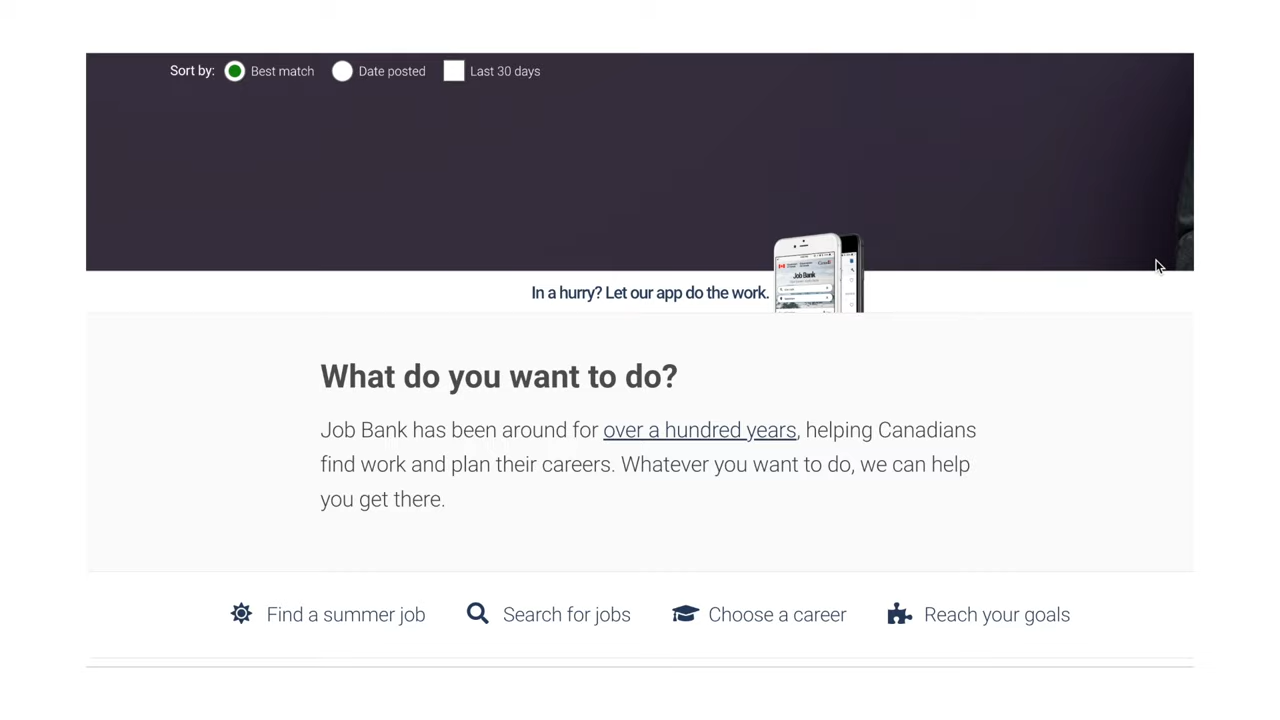 Sort by: Best match Date posted Last 30 days
Job Bank
In a hurry? Let our app do the work.
What do you want to do?
Job Bank has been around for over a hundred years, helping Canadians
find work and plan their careers. Whatever you want to do, we can help
you get there.
Find a summer job Search for jobs Choose a career Reach your goals